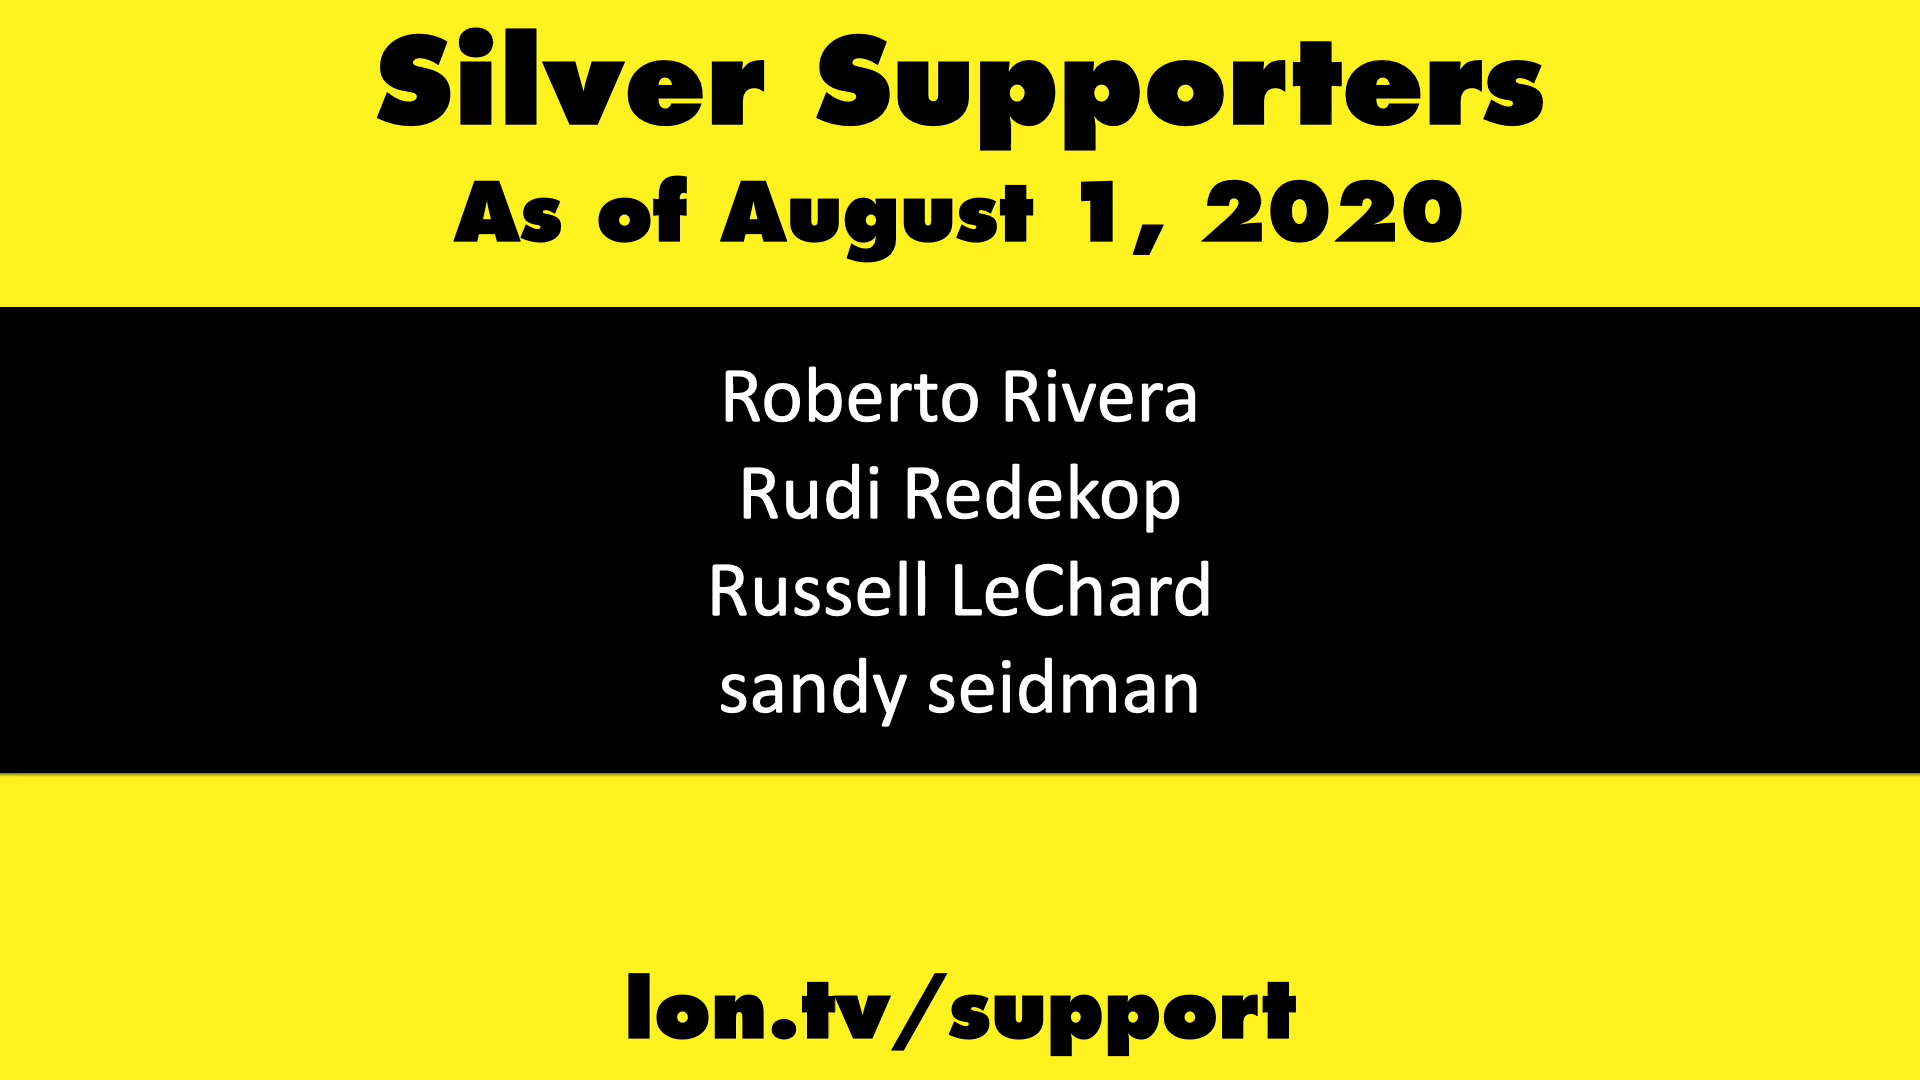 Silver Supporters
As of August 1, 2020
Roberto Rivera
Rudi Redekop
Russell LeChard
sandy seidman
lon.tv/support